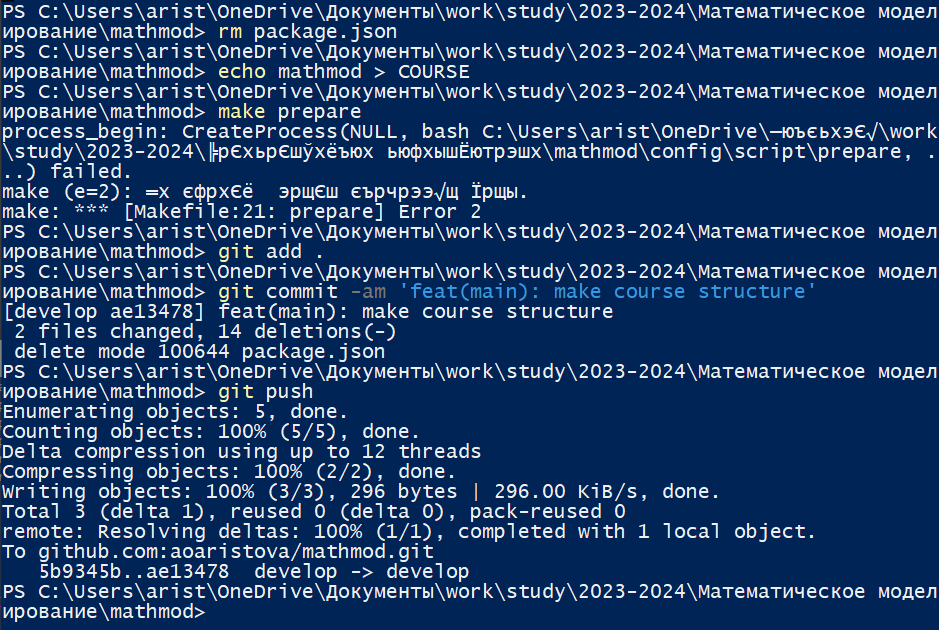 PS C:\Users\arist\OneDrive\Документы\work\study\2023-2024\Математическое модел
ирование\mathmod> rm package.json
PS C:\Users\arist\OneDrive\Документы\work\study\2023-2024\Математическое модел
ирование\mathmod> echo mathmod > COURSE
PS C:\Users\arist\OneDrive\Документы\work\study\2023-2024\Математическое модел
ирование\mathmod> make prepare
process_begin: CreateProcess(NULL, bash C:\Users\arist\OneDrive\─юъєьхэЄ√\work
\study\2023-2024\╠рЄхьрЄшўхёъюх ьюфхышЁютрэшх\mathmod\config\script\prepare, .
..) failed.
make (e=2): ═х єфрхЄё  эрщЄш єърчрээ√щ Їрщы.
make: *** [Makefile:21: prepare] Error 2
PS C:\Users\arist\OneDrive\Документы\work\study\2023-2024\Математическое модел
ирование\mathmod> git add .
PS C:\Users\arist\OneDrive\Документы\work\study\2023-2024\Математическое модел
ирование\mathmod> git commit -am 'feat(main): make course structure'
[develop ae13478] feat(main): make course structure
 2 files changed, 14 deletions(-)
 delete mode 100644 package.json
PS C:\Users\arist\OneDrive\Документы\work\study\2023-2024\Математическое модел
ирование\mathmod> git push
Enumerating objects: 5, done.
Counting objects: 100% (5/5), done.
Delta compression using up to 12 threads
Compressing objects: 100% (2/2), done.
Writing objects: 100% (3/3), 296 bytes | 296.00 KiB/s, done.
Total 3 (delta 1), reused 0 (delta 0), pack-reused 0
remote: Resolving deltas: 100% (1/1), completed with 1 local object.
To github.com:aoaristova/mathmod.git
   5b9345b..ae13478  develop -> develop
PS C:\Users\arist\OneDrive\Документы\work\study\2023-2024\Математическое модел
ирование\mathmod>